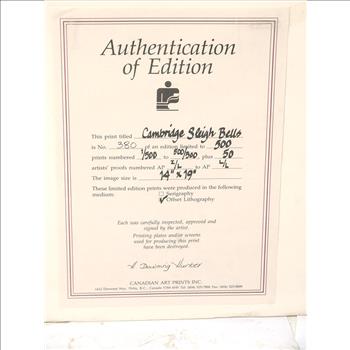 Authentication
of Edition
This print titled Cambridge Sleigh Bells
is No. 380 of an edition limited to 500
prints numbered 1/500 to 500/500, plus 50
artists' proofs numbered AP to AP
The image size is 14" x 19"
These limited edition prints were produced in the following
medium:
Serigraphy
Offset Lithography
Each was carefully inspected, approved and
signed by the artist.
Printing plates and/or screens
used for producing this print
have been destroyed.
CANADIAN ART PRINTS INC.